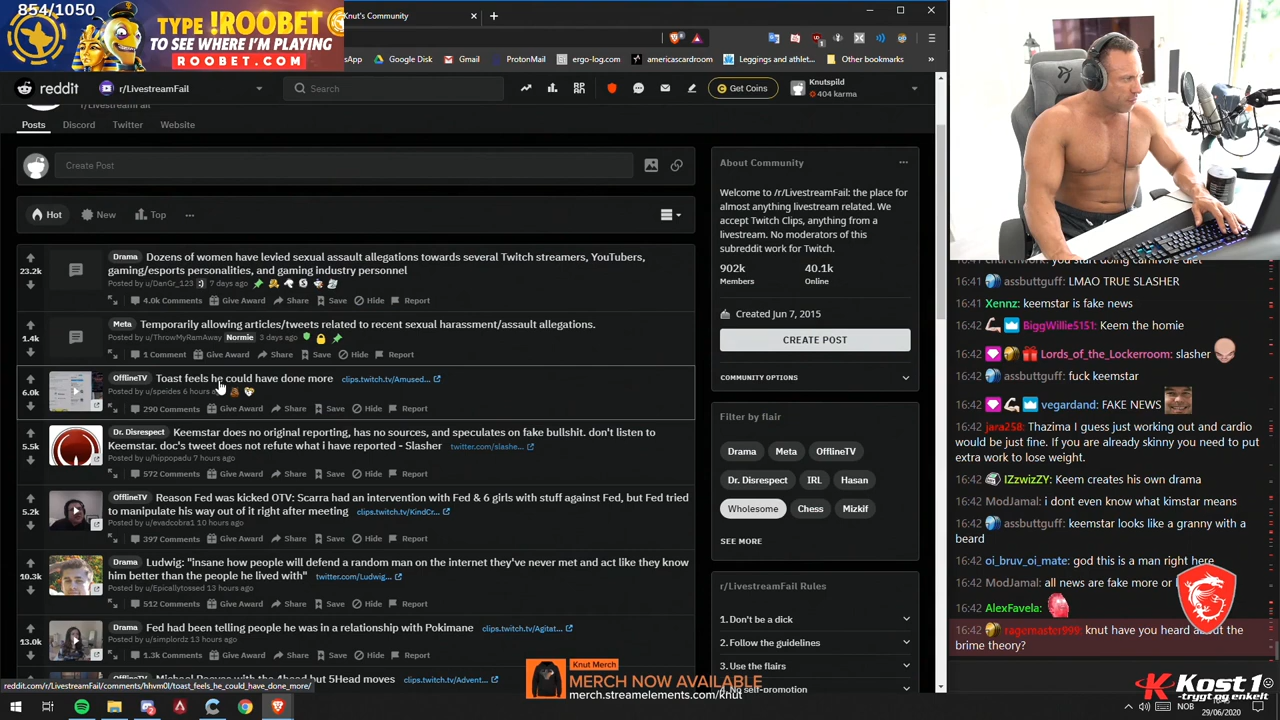 854/1050
TYPE !ROOBET
TO SEE WHERE I'M PLAYING
ROOBET.COM
Knut's Community
App
Google Drive
Gmail
ProtonMail
ergo-log.com
americascardroom
Leggings and athlet...
Other bookmarks
reddit
r/LivestreamFail
Search
Get Coins
Knutspild
404 karma
r/LivestreamFail
Posts
Discord
Twitter
Website
Create Post
Hot
New
Top
23.2k
Drama
Dozens of women have levied sexual assault allegations towards several Twitch streamers, YouTubers,
gaming/esports personalities, and gaming industry personnel
Posted by u/DanGr_123 :) 7 days ago
4.0k Comments Give Award Share Save Hide Report
1.4k
Meta
Temporarily allowing articles/tweets related to recent sexual harassment/assault allegations.
Posted by u/ThrowMyRamAway Normie 3 days ago
1 Comment Give Award Share Save Hide Report
6.0k
OfflineTV
Toast feels he could have done more
clips.twitch.tv/Amused...
Posted by u/speides 6 hours
290 Comments Give Award Share Save Hide Report
5.5k
Dr. Disrespect
Keemstar does no original reporting, has no sources, and speculates on fake bullshit. don't listen to
Keemstar. doc's tweet does not refute what i have reported - Slasher
twitter.com/slashe...
Posted by u/hippopadu 7 hours ago
572 Comments Give Award Share Save Hide Report
5.2k
OfflineTV
Reason Fed was kicked OTV: Scarra had an intervention with Fed & 6 girls with stuff against Fed, but Fed tried
to manipulate his way out of it right after meeting
clips.twitch.tv/KindCr...
Posted by u/evadcobra1 10 hours ago
397 Comments Give Award Share Save Hide Report
10.3k
Drama
Ludwig: "insane how people will defend a random man on the internet they've never met and act like they know
him better than the people he lived with"
twitter.com/Ludwig...
Posted by u/Epicallytossed 13 hours ago
512 Comments Give Award Share Save Hide Report
13.0k
Drama
Fed had been telling people he was in a relationship with Pokimane
clips.twitch.tv/Agitat...
Posted by u/simplordz 13 hours ago
1.3k Comments Give Award Share Save Hide Report
5Head moves
clips.twitch.tv/Advent...
reddit.com/r/LivestreamFail/comments/hhwm0l/toast_feels_he_could_have_done_more/
About Community
Welcome to /r/LivestreamFail: the place for
almost anything livestream related. We
accept Twitch Clips, anything from a
livestream. No moderators of this
subreddit work for Twitch.
902k
Members
40.1k
Online
Created Jun 7, 2015
CREATE POST
COMMUNITY OPTIONS
Filter by flair
Drama
Meta
OfflineTV
Dr. Disrespect
IRL
Hasan
Wholesome
Chess
Mizkif
SEE MORE
r/LivestreamFail Rules
1. Don't be a dick
2. Follow the guidelines
3. Use the flairs
No self-promotion
Knut Merch
MERCH NOW AVAILABLE
merch.streamelements.com/knut
you start doing carnivore diet
16:41 assbuttguff: LMAO TRUE SLASHER
Xennz: keemstar is fake news
16:42 BiggWillie5151: Keem the homie
16:42 Lords_of_the_Lockerroom: slasher
16:42 assbuttguff: fuck keemstar
16:42 vegardand: FAKE NEWS
16:42 jara258: Thazima I guess just working out and cardio
would be just fine. If you are already skinny you need to put
extra work to lose weight.
16:42 IZzwizZY: Keem creates his own drama
16:42 ModJamal: i dont even know what kimstar means
16:42 assbuttguff: keemstar looks like a granny with a
beard
16:42 oi_bruv_oi_mate: god this is a man right here
16:42 ModJamal: all news are fake more or
16:42 AlexFavela:
16:42 ragemaster999: knut have you heard about the
brime theory?
Kost1
-trygt og enkelt
NOB
29/06/2020